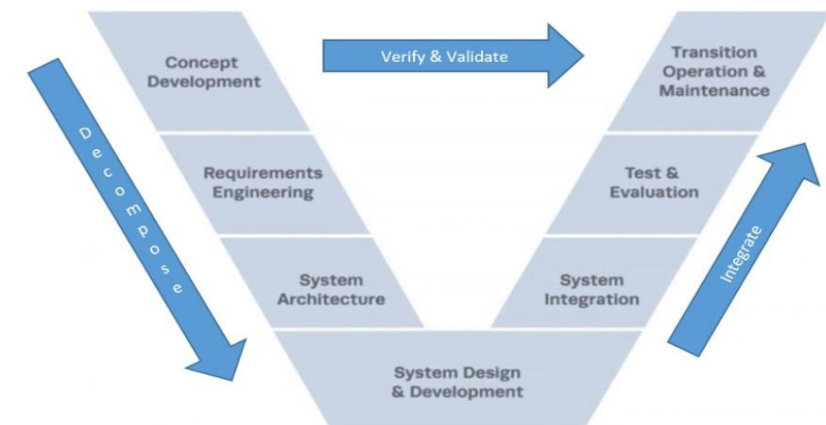 Concept
Development
Verify & Validate
Transition
Operation &
Maintenance
Decompose
Requirements
Engineering
Test &
Evaluation
System
Architecture
System
Integration
Integrate
System Design
& Development